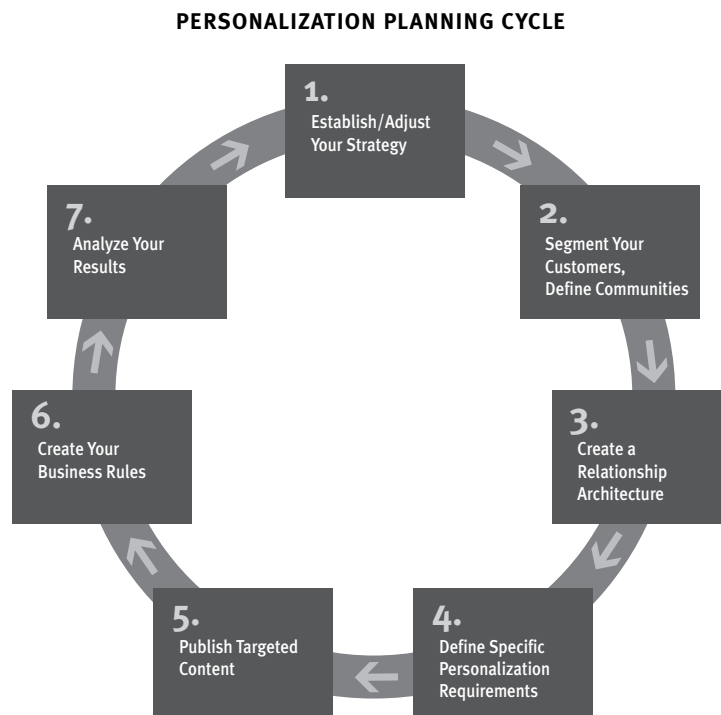 PERSONALIZATION PLANNING CYCLE
1.
Establish/Adjust
Your Strategy
2.
Segment Your
Customers,
Define Communities
3.
Create a
Relationship
Architecture
4.
Define Specific
Personalization
Requirements
5.
Publish Targeted
Content
6.
Create Your
Business Rules
7.
Analyze Your
Results